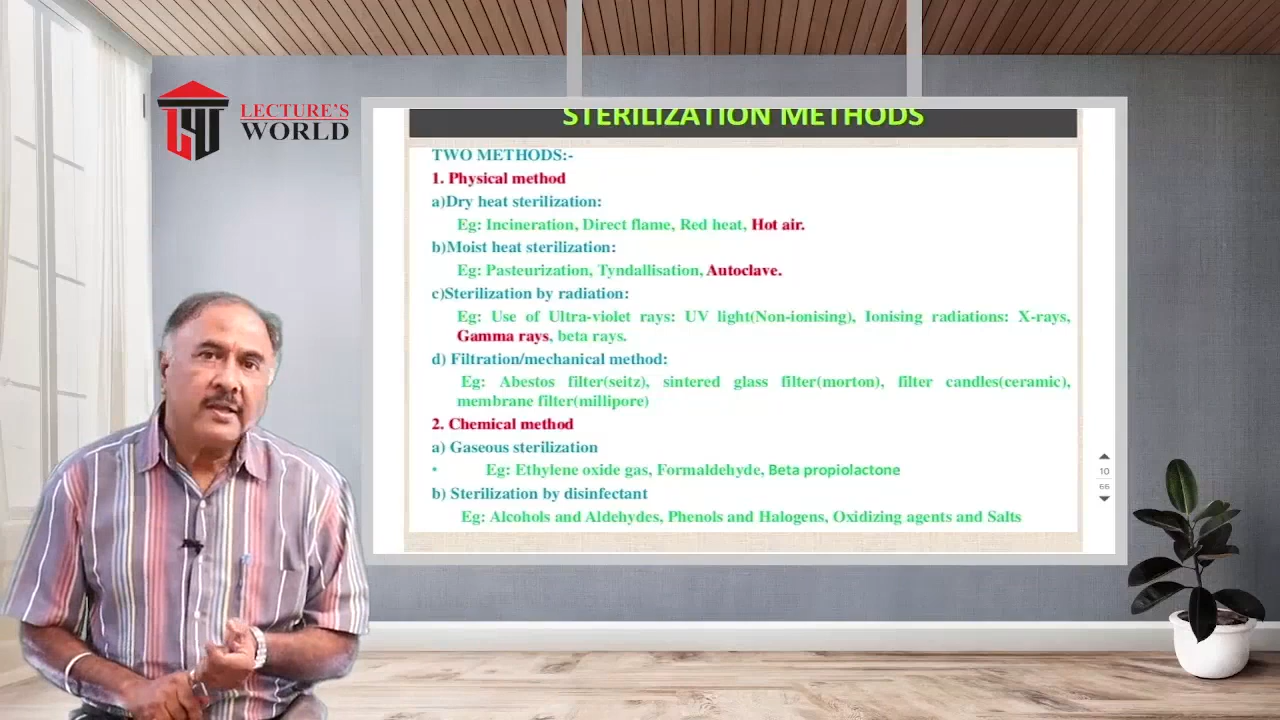 LECTURE'S
WORLD
STERILIZATION METHODS
TWO METHODS:-
1. Physical method
a)Dry heat sterilization:
Eg: Incineration, Direct flame, Red heat, Hot air.
b)Moist heat sterilization:
Eg: Pasteurization, Tyndallisation, Autoclave.
c)Sterilization by radiation:
Eg: Use of Ultra-violet rays: UV light(Non-ionising), Ionising radiations: X-rays,
Gamma rays, beta rays.
d) Filtration/mechanical method:
Eg: Abestos filter(seitz), sintered glass filter(morton), filter candles(ceramic),
membrane filter(millipore)
2. Chemical method
a) Gaseous sterilization
• Eg: Ethylene oxide gas, Formaldehyde, Beta propiolactone
b) Sterilization by disinfectant
Eg: Alcohols and Aldehydes, Phenols and Halogens, Oxidizing agents and Salts
10
66